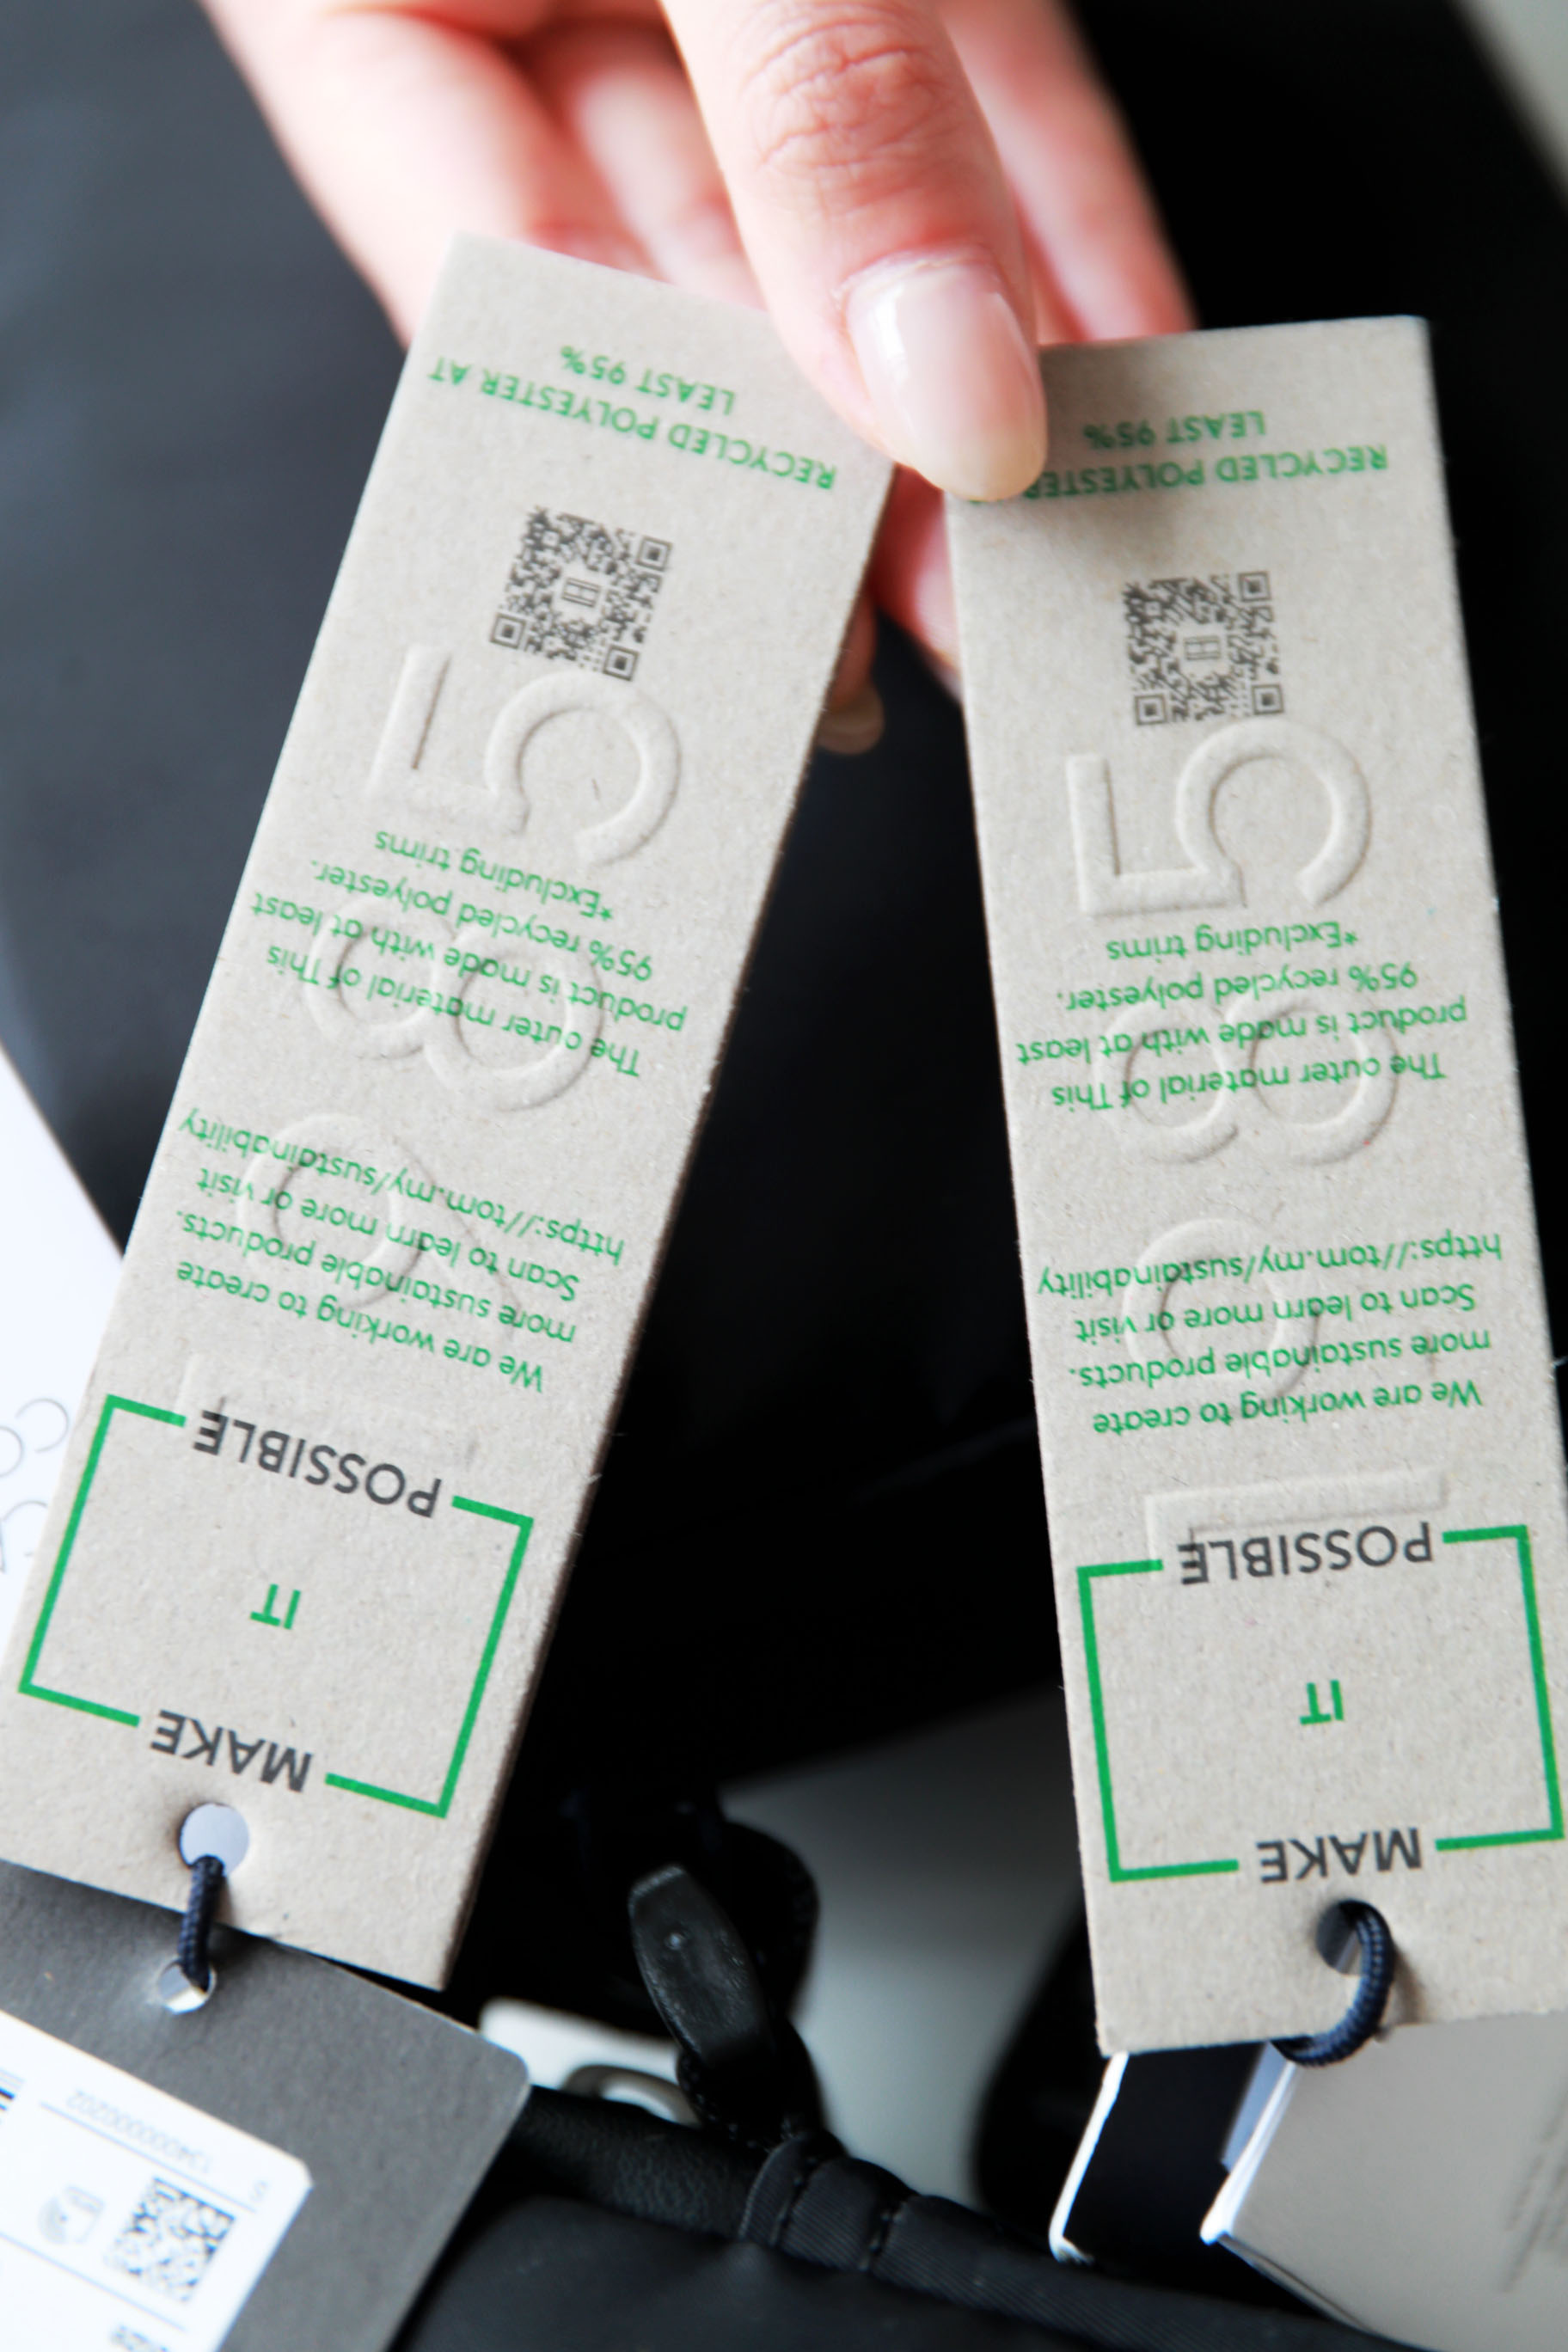 MAKE
IT
POSSIBLE
We are working to create
more sustainable products.
Scan to learn more or visit
https://tom.my/sustainability
The outer material of This
product is made with at least
95% recycled polyester.
*Excluding trims
RECYCLED POLYESTER AT
LEAST 95%
1985
MAKE
IT
POSSIBLE
We are working to create
more sustainable products.
Scan to learn more or visit
https://tom.my/sustainability
The outer material of This
product is made with at least
95% recycled polyester.
*Excluding trims
RECYCLED POLYESTER
LEAST 95%
1985